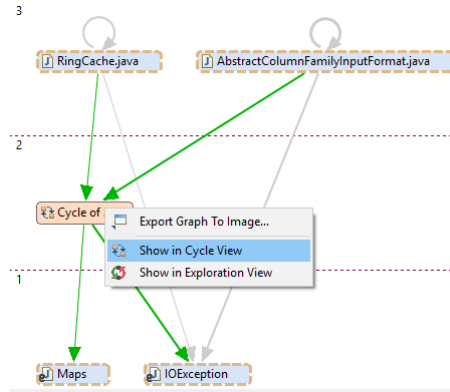 3
RingCache.java
AbstractColumnFamilyInputFormat.java
2
Cycle of
Export Graph To Image...
Show in Cycle View
Show in Exploration View
1
Maps
IOException